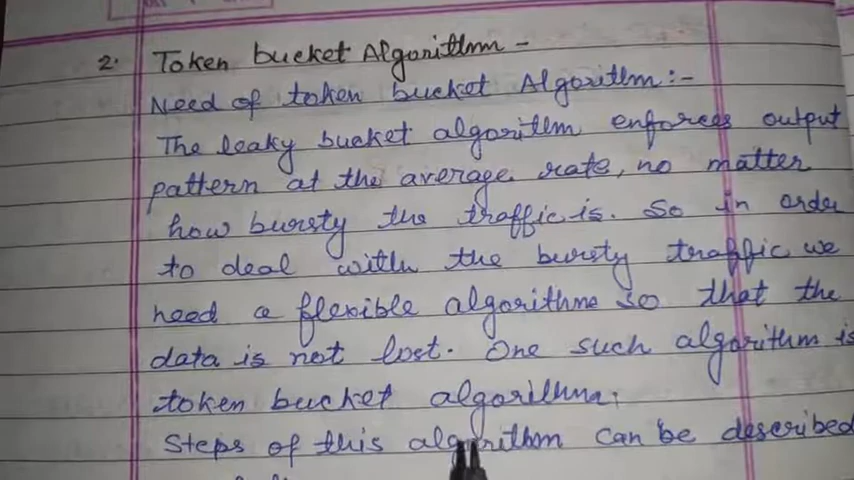 2. Token bucket Algorithm -
Need of token bucket Algorithm :-
The leaky bucket algorithm enforces output
pattern at the average rate, no matter
how bursty the traffic is. So in order
to deal with the bursty traffic we
need a flexible algorithm so that the
data is not lost. One such algorithm is
token bucket algorithm.
Steps of this algorithm can be described